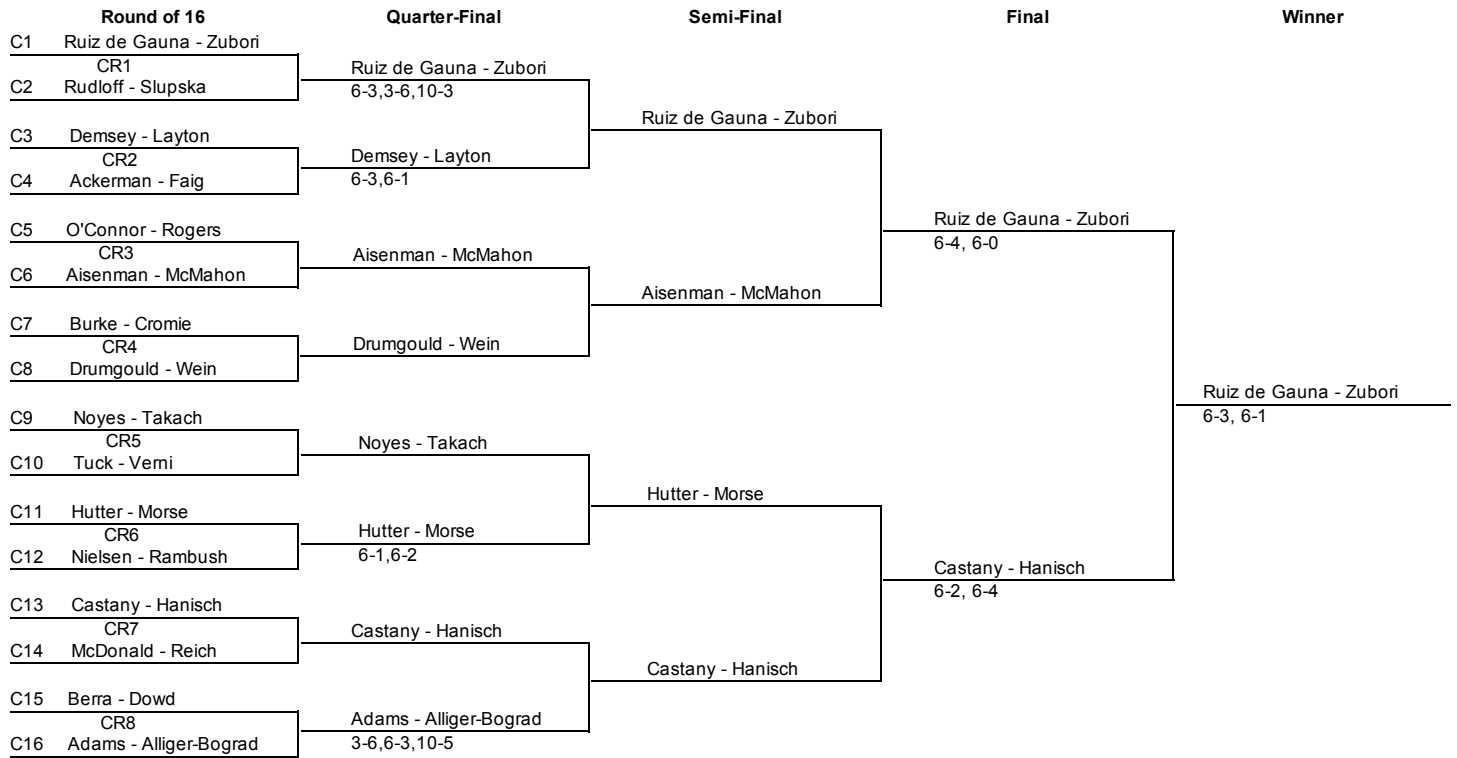 Round of 16 Quarter-Final Semi-Final Final Winner
C1 Ruiz de Gauna - Zubori
CR1
C2 Rudloff - Slupska
C3 Demsey - Layton
CR2
C4 Ackerman - Faig
C5 O'Connor - Rogers
CR3
C6 Aisenman - McMahon
C7 Burke - Cromie
CR4
C8 Drumgould - Wein
C9 Noyes - Takach
CR5
C10 Tuck - Verni
C11 Hutter - Morse
CR6
C12 Nielsen - Rambush
C13 Castany - Hanisch
CR7
C14 McDonald - Reich
C15 Berra - Dowd
CR8
C16 Adams - Alliger-Bograd
Ruiz de Gauna - Zubori
6-3,3-6,10-3
Demsey - Layton
6-3,6-1
Aisenman - McMahon
Drumgould - Wein
Noyes - Takach
Hutter - Morse
6-1,6-2
Castany - Hanisch
Adams - Alliger-Bograd
3-6,6-3,10-5
Ruiz de Gauna - Zubori
Aisenman - McMahon
Hutter - Morse
Castany - Hanisch
Ruiz de Gauna - Zubori
6-4, 6-0
Castany - Hanisch
6-2, 6-4
Ruiz de Gauna - Zubori
6-3, 6-1